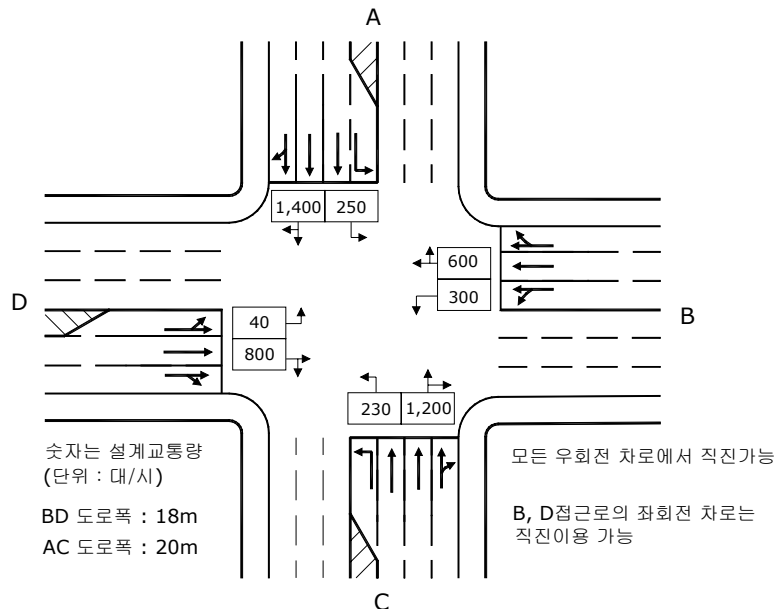 A
1,400 250
600
300
D
B
40
800
230 1,200
숫자는 설계교통량
(단위 : 대/시)
BD 도로폭 : 18m
AC 도로폭 : 20m
모든 우회전 차로에서 직진가능
B, D접근로의 좌회전 차로는
직진이용 가능
C